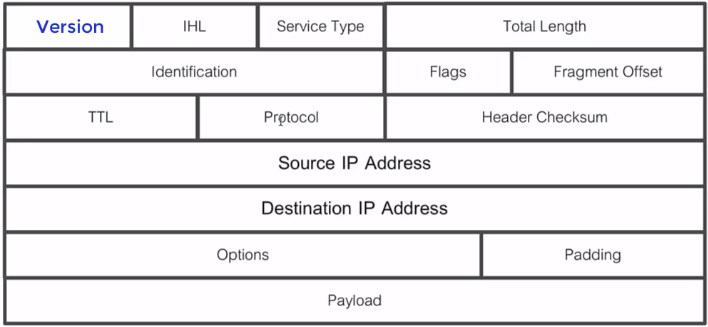 Version IHL Service Type Total Length
Identification Flags Fragment Offset
TTL Protocol Header Checksum
Source IP Address
Destination IP Address
Options Padding
Payload